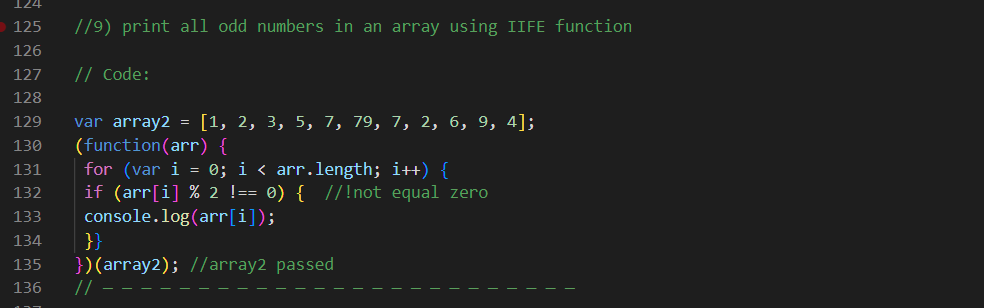 124
125 //9) print all odd numbers in an array using IIFE function
126
127 // Code:
128
129 var array2 = [1, 2, 3, 5, 7, 79, 7, 2, 6, 9, 4];
130 (function(arr) {
131 for (var i = 0; i < arr.length; i++) {
132 if (arr[i] % 2 !== 0) {  //!not equal zero
133 console.log(arr[i]);
134 }}
135 })(array2); //array2 passed
136 // – – – – – – – – – – – – – – – – – – – – – – – – –
137